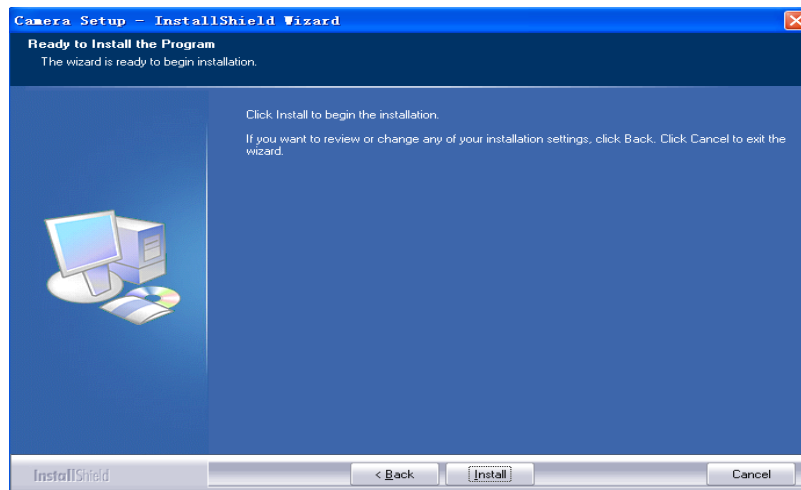 Camera Setup - InstallShield Wizard
Ready to Install the Program
The wizard is ready to begin installation.
Click Install to begin the installation.
If you want to review or change any of your installation settings, click Back. Click Cancel to exit the
wizard.
InstallShield
< Back
Install
Cancel